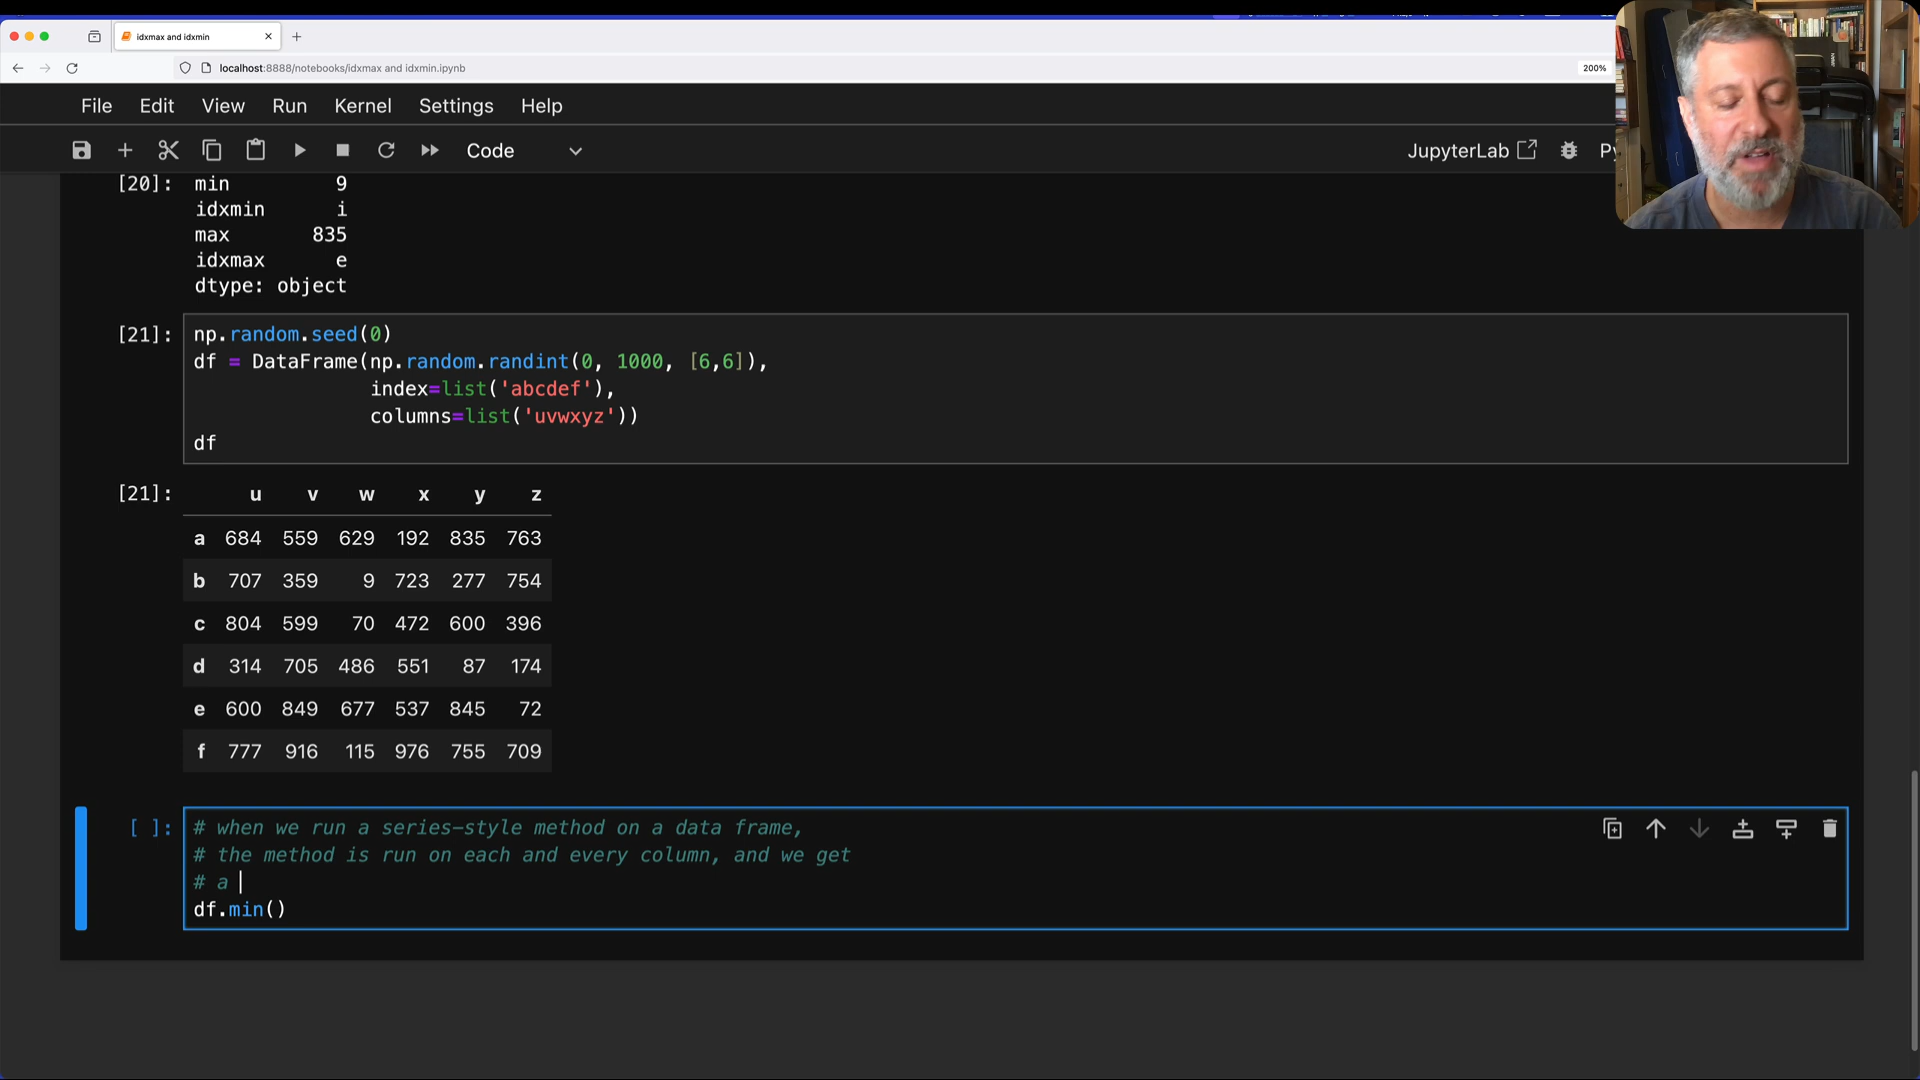 idxmax and idxmin
localhost:8888/notebooks/idxmax and idxmin.ipynb
200%
File Edit View Run Kernel Settings Help
Code
JupyterLab
[20]: min 9
idxmin i
max 835
idxmax e
dtype: object
[21]: np.random.seed(0)
df = DataFrame(np.random.randint(0, 1000, [6,6]),
index=list('abcdef'),
columns=list('uvwxyz'))
df
[21]: u v w x y z
a 684 559 629 192 835 763
b 707 359 9 723 277 754
c 804 599 70 472 600 396
d 314 705 486 551 87 174
e 600 849 677 537 845 72
f 777 916 115 976 755 709
[ ]: # when we run a series-style method on a data frame,
# the method is run on each and every column, and we get
# a
df.min()